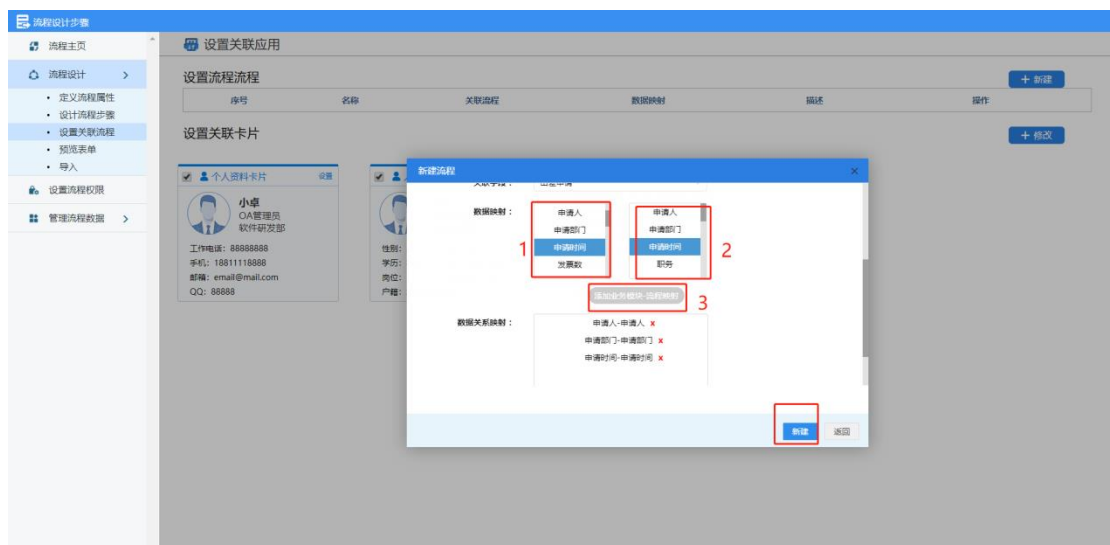 流程设计步骤
流程主页
设置关联应用
流程设计 >
• 定义流程属性
• 设计流程步骤
• 设置关联流程
• 预览表单
• 导入
设置流程权限
管理流程数据 >
设置流程流程
+ 新建
序号 名称 关联流程 数据映射 描述 操作
设置关联卡片
+ 修改
个人资料卡片 设置
小卓
OA管理员
软件研发部
工作电话: 88888888
手机: 18811118888
邮箱: email@mail.com
QQ: 88888
性别:
学历:
岗位:
户籍:
新建流程 ×
关联字段: 出差申请
数据映射:
申请人
申请部门
申请时间
发票数
1
申请人
申请部门
申请时间
职务
2
添加业务模块-流程映射
3
数据关系映射:
申请人-申请人 x
申请部门-申请部门 x
申请时间-申请时间 x
新建 返回